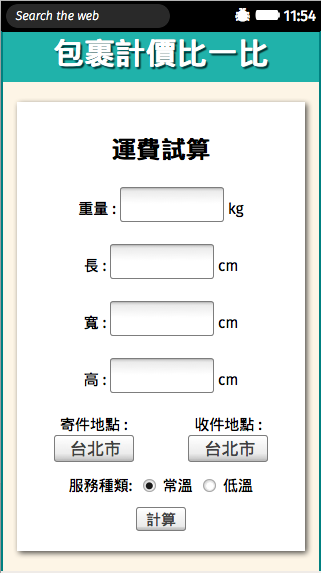 Search the web 11:54
包裹計價比一比
運費試算
重量 : kg
長 : cm
寬 : cm
高 : cm
寄件地點 : 收件地點 :
台北市 台北市
服務種類: 常溫 低溫
計算